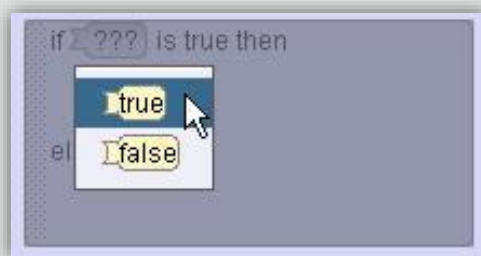 if ??? is true then
true
el
false